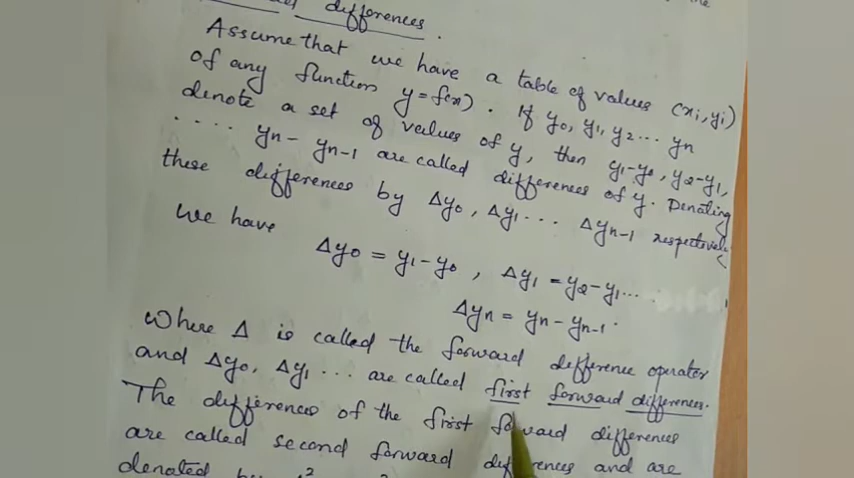 differences.
Assume that we have a table of values (xi, yi)
of any function y = f(x). If y0, y1, y2... yn
denote a set of values of y, then y1-y0, y2-y1,
.... yn - yn-1 are called differences of y. Denoting
these differences by Δy0, Δy1... Δyn-1 respectively
We have
Δy0 = y1-y0, Δy1 = y2-y1...
Δyn = yn-yn-1.
Where Δ is called the forward difference operator
and Δy0, Δy1 ... are called first forward differences.
The differences of the first forward differences
are called second forward differences and are
denoted by